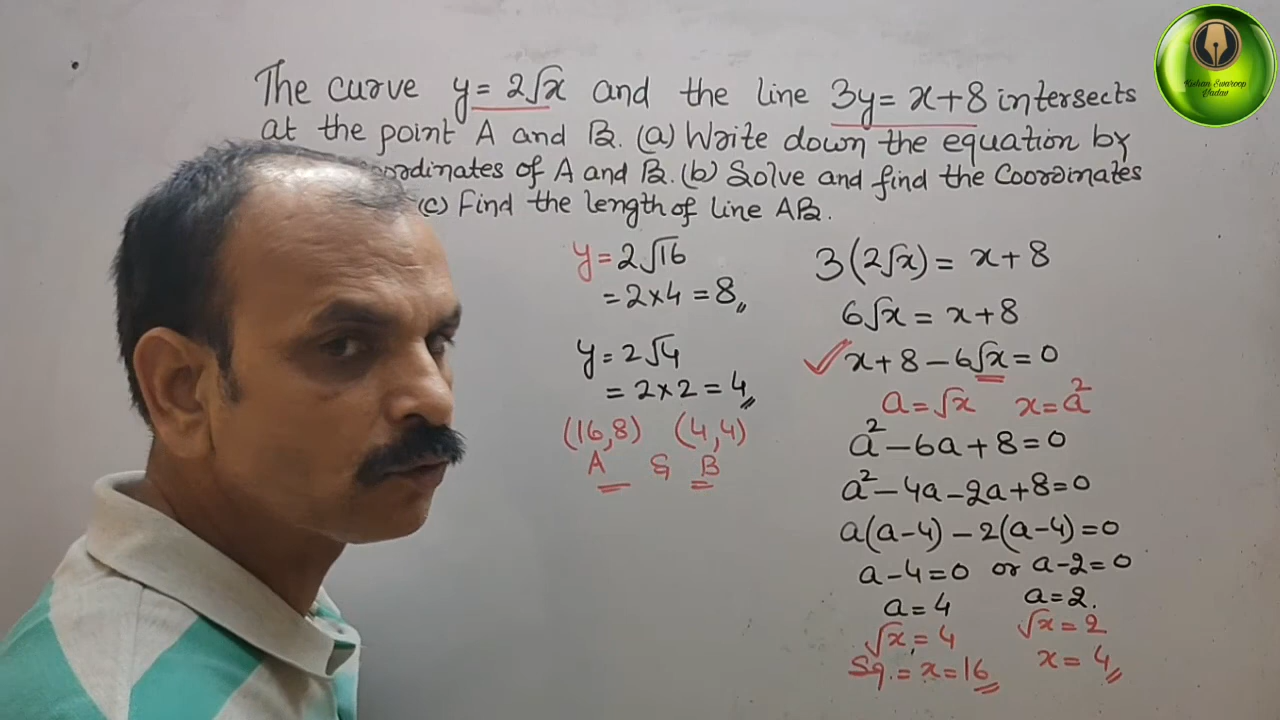 The curve y = 2√x and the line 3y = x+8 intersects
at the point A and B. (a) Write down the equation by
ordinates of A and B. (b) Solve and find the Coordinates
(c) Find the length of line AB.
y = 2√16
= 2×4 = 8
y = 2√4
= 2×2 = 4
(16,8) (4,4)
A & B
3(2√x) = x+8
6√x = x+8
✓ x+8-6√x = 0
a = √x x = a²
a² - 6a + 8 = 0
a² - 4a - 2a + 8 = 0
a(a-4) - 2(a-4) = 0
a-4 = 0 or a-2 = 0
a = 4 a = 2.
√x = 4 √x = 2
Sq. = x = 16 x = 4
Kishan Swaroop
Yadav